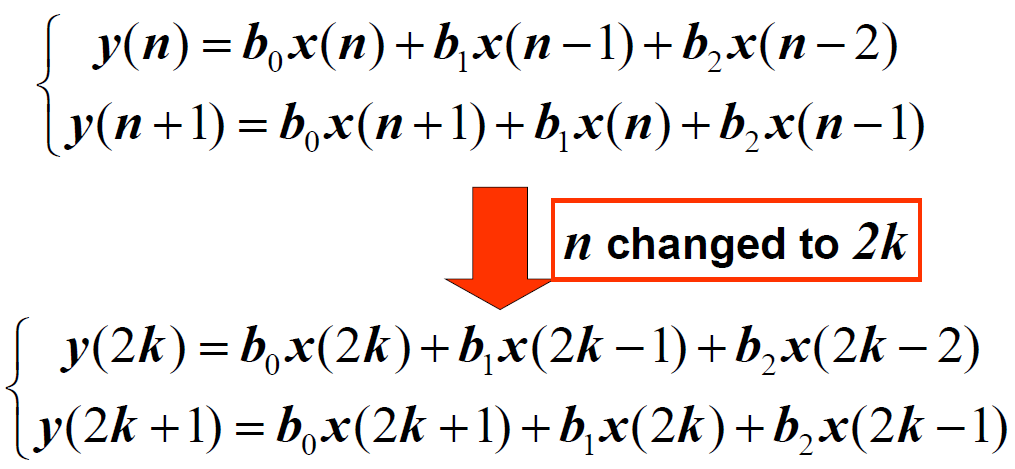 y(n) = b₀x(n) + b₁x(n − 1) + b₂x(n − 2)
y(n + 1) = b₀x(n + 1) + b₁x(n) + b₂x(n − 1)
n changed to 2k
y(2k) = b₀x(2k) + b₁x(2k − 1) + b₂x(2k − 2)
y(2k + 1) = b₀x(2k + 1) + b₁x(2k) + b₂x(2k − 1)